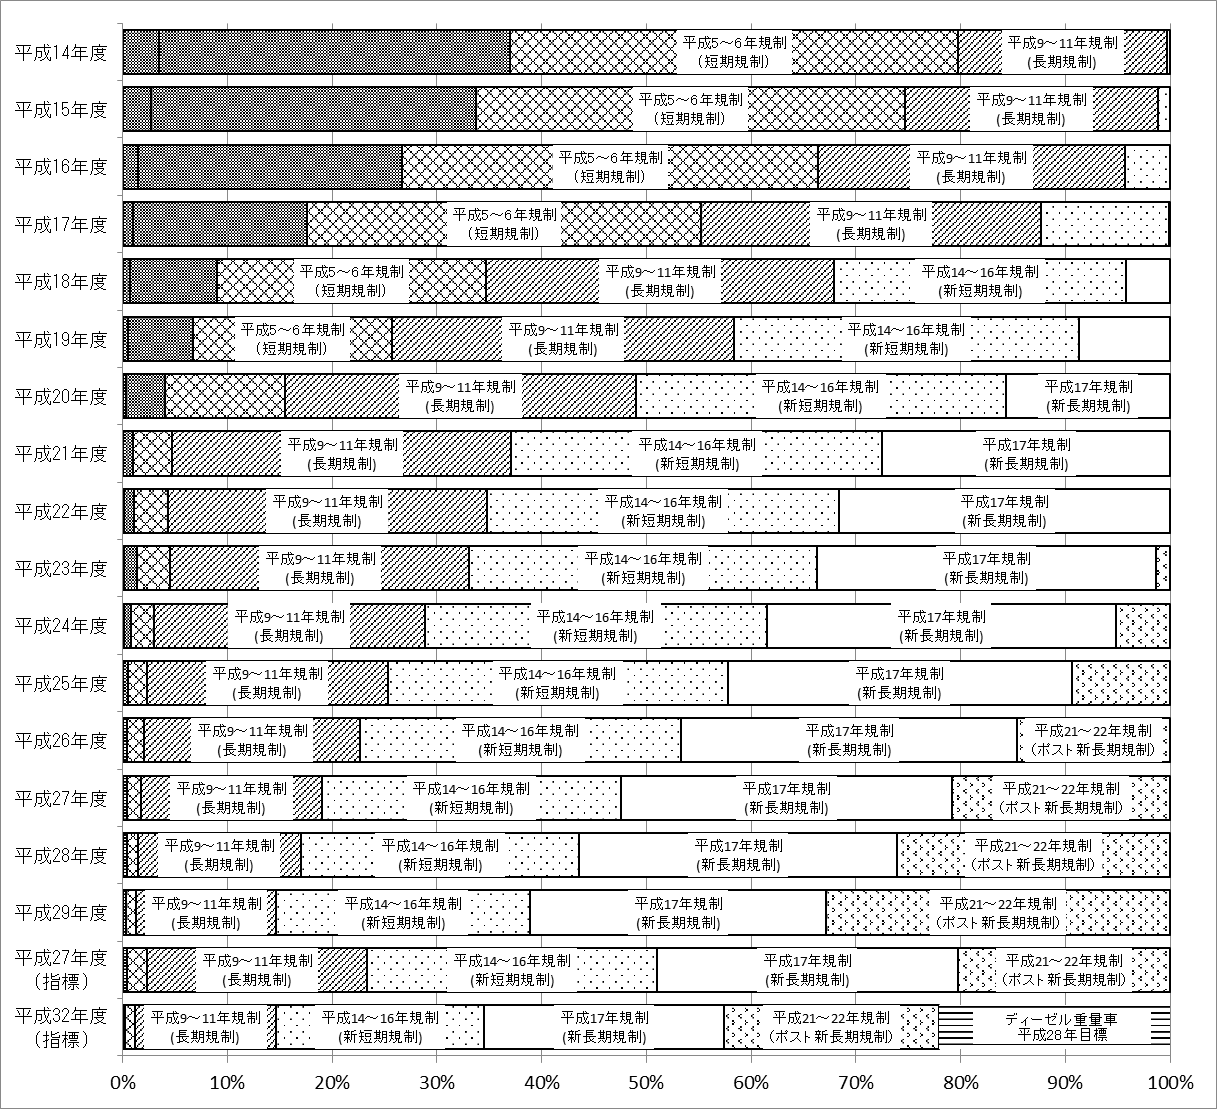 平成14年度 平成5～6年規制 平成9～11年規制
（短期規制） (長期規制)
平成15年度 平成5～6年規制 平成9～11年規制
（短期規制） (長期規制)
平成16年度 平成5～6年規制 平成9～11年規制
（短期規制） (長期規制)
平成17年度 平成5～6年規制 平成9～11年規制
（短期規制） (長期規制)
平成18年度 平成5～6年規制 平成9～11年規制 平成14～16年規制
（短期規制） (長期規制) (新短期規制)
平成19年度 平成5～6年規制 平成9～11年規制 平成14～16年規制
（短期規制） (長期規制) (新短期規制)
平成20年度 平成9～11年規制 平成14～16年規制 平成17年規制
(長期規制) (新短期規制) (新長期規制)
平成21年度 平成9～11年規制 平成14～16年規制 平成17年規制
(長期規制) (新短期規制) (新長期規制)
平成22年度 平成9～11年規制 平成14～16年規制 平成17年規制
(長期規制) (新短期規制) (新長期規制)
平成23年度 平成9～11年規制 平成14～16年規制 平成17年規制
(長期規制) (新短期規制) (新長期規制)
平成24年度 平成9～11年規制 平成14～16年規制 平成17年規制
(長期規制) (新短期規制) (新長期規制)
平成25年度 平成9～11年規制 平成14～16年規制 平成17年規制
(長期規制) (新短期規制) (新長期規制)
平成26年度 平成9～11年規制 平成14～16年規制 平成17年規制 平成21～22年規制
(長期規制) (新短期規制) (新長期規制) （ポスト新長期規制）
平成27年度 平成9～11年規制 平成14～16年規制 平成17年規制 平成21～22年規制
(長期規制) (新短期規制) (新長期規制) （ポスト新長期規制）
平成28年度 平成9～11年規制 平成14～16年規制 平成17年規制 平成21～22年規制
(長期規制) (新短期規制) (新長期規制) （ポスト新長期規制）
平成29年度 平成9～11年規制 平成14～16年規制 平成17年規制 平成21～22年規制
(長期規制) (新短期規制) (新長期規制) （ポスト新長期規制）
平成27年度 平成9～11年規制 平成14～16年規制 平成17年規制 平成21～22年規制
（指標） (長期規制) (新短期規制) (新長期規制) （ポスト新長期規制）
平成32年度 平成9～11年規制 平成14～16年規制 平成17年規制 平成21～22年規制 ディーゼル重量車
（指標） (長期規制) (新短期規制) (新長期規制) （ポスト新長期規制） 平成28年目標
0% 10% 20% 30% 40% 50% 60% 70% 80% 90% 100%